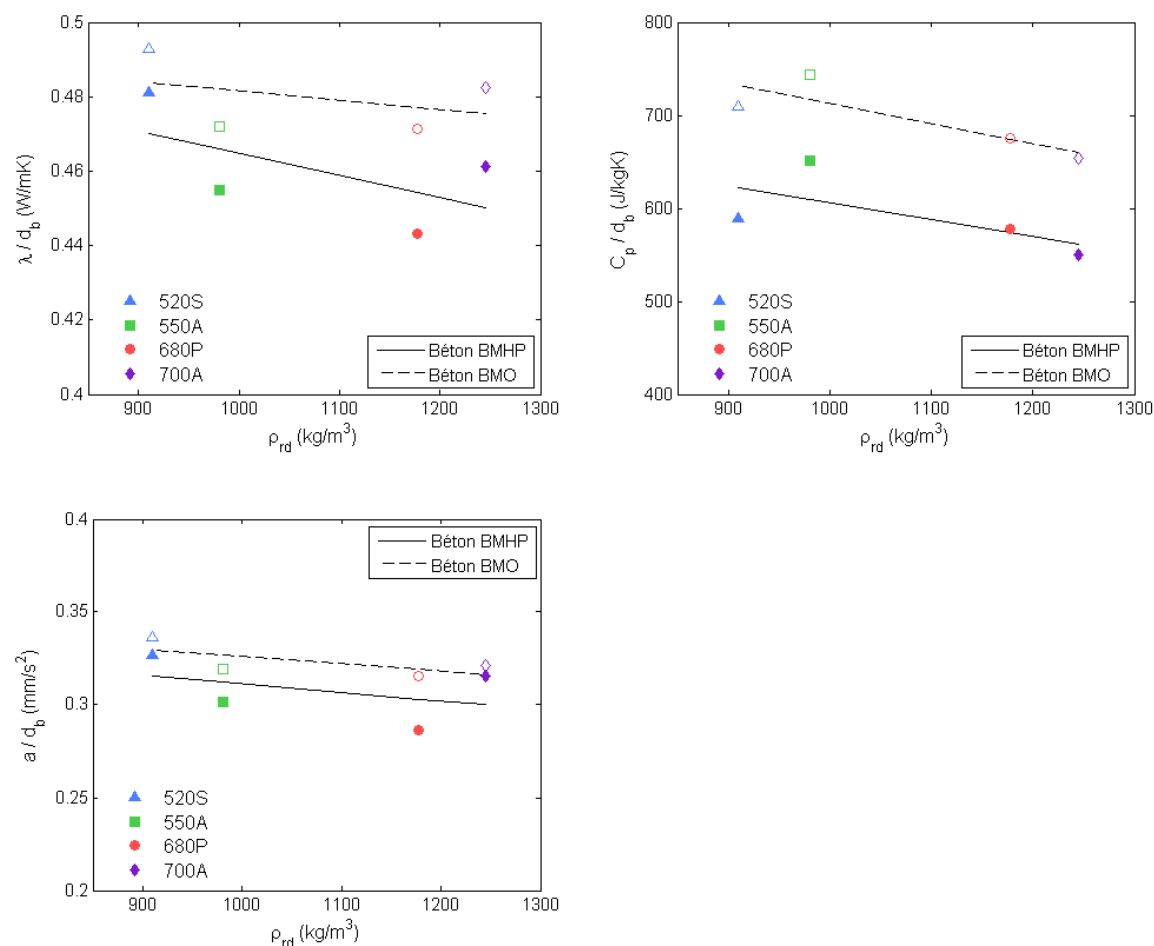 0.5
0.48
0.46
0.44
0.42
0.4
λ / d_b (W/mK)
520S
550A
680P
700A
Béton BMHP
Béton BMO
900 1000 1100 1200 1300
ρ_rd (kg/m³)
800
700
600
500
400
C_p / d_b (J/kgK)
520S
550A
680P
700A
Béton BMHP
Béton BMO
900 1000 1100 1200 1300
ρ_rd (kg/m³)
0.4
0.35
0.3
0.25
0.2
a / d_b (mm/s²)
Béton BMHP
Béton BMO
520S
550A
680P
700A
900 1000 1100 1200 1300
ρ_rd (kg/m³)